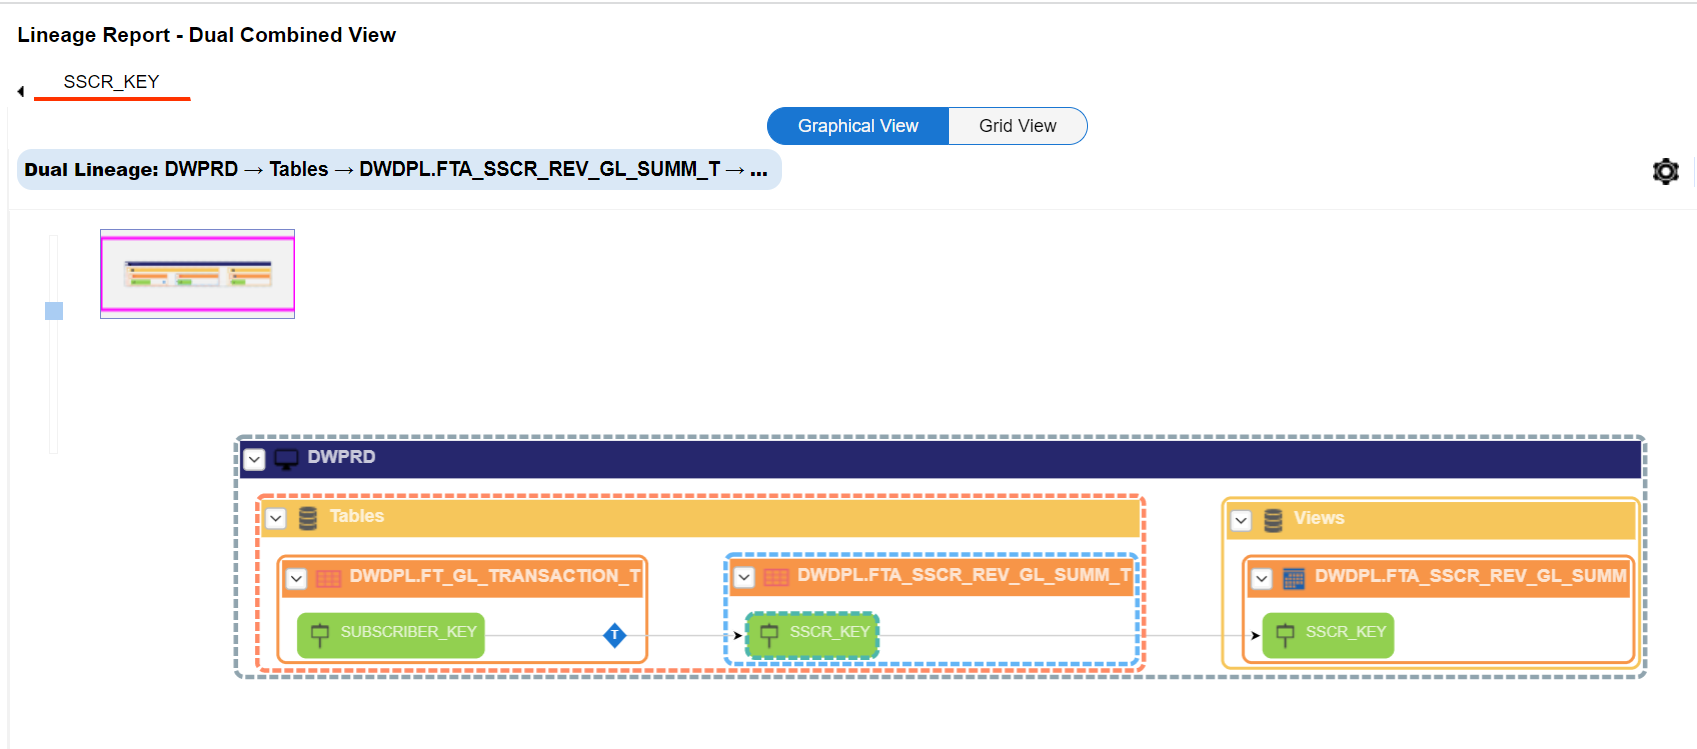 Lineage Report - Dual Combined View
SSCR_KEY
Graphical View Grid View
Dual Lineage: DWPRD → Tables → DWDPL.FTA_SSCR_REV_GL_SUMM_T → ...
DWPRD
Tables Views
DWDPL.FT_GL_TRANSACTION_T DWDPL.FTA_SSCR_REV_GL_SUMM_T DWDPL.FTA_SSCR_REV_GL_SUMM
SUBSCRIBER_KEY T SSCR_KEY SSCR_KEY